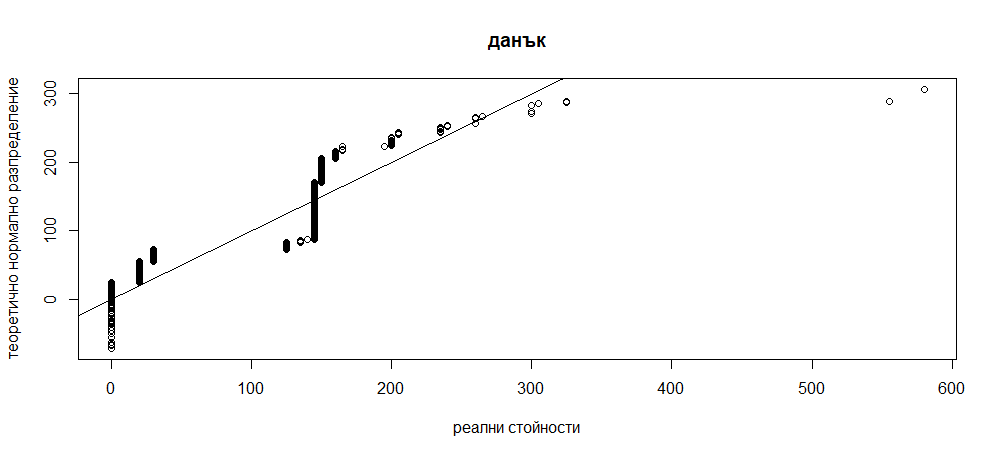 данък
теоретично нормално разпределение
300
200
100
0
0 100 200 300 400 500 600
реални стойности